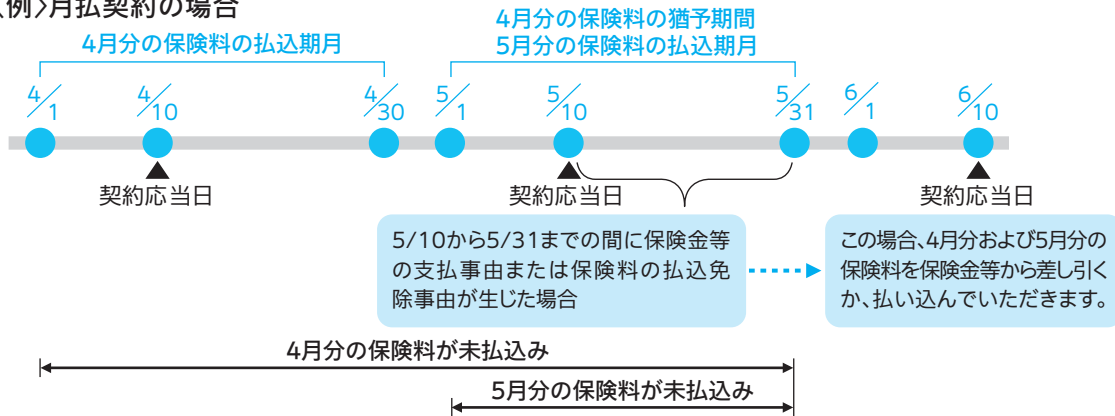 〈例〉月払契約の場合
4月分の保険料の猶予期間
4月分の保険料の払込期月
5月分の保険料の払込期月
4/1
4/10
4/30
5/1
5/10
5/31
6/1
6/10
契約応当日
契約応当日
契約応当日
5/10から5/31までの間に保険金等
の支払事由または保険料の払込免
除事由が生じた場合
この場合、4月分および5月分の
保険料を保険金等から差し引く
か、払い込んでいただきます。
4月分の保険料が未払込み
5月分の保険料が未払込み